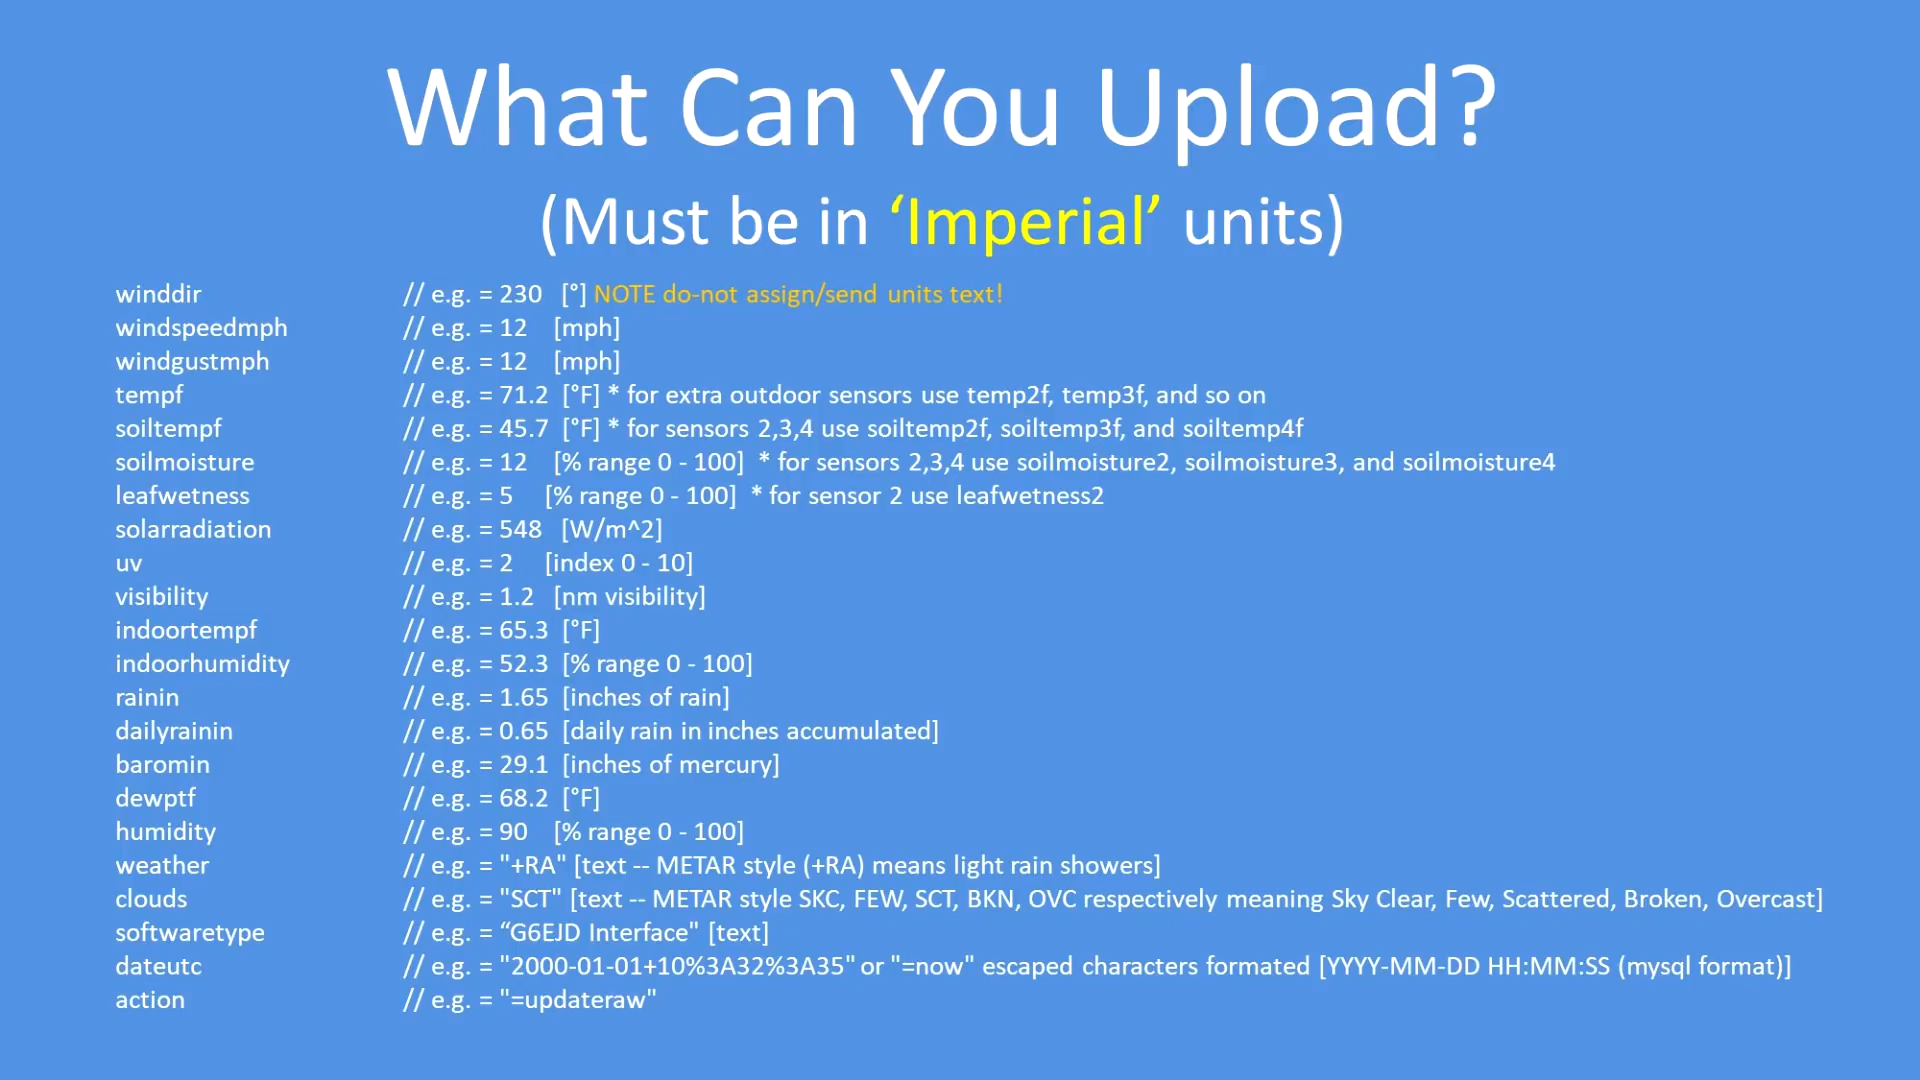 What Can You Upload?
(Must be in ‘Imperial’ units)
winddir // e.g. = 230 [°] NOTE do-not assign/send units text!
windspeedmph // e.g. = 12 [mph]
windgustmph // e.g. = 12 [mph]
tempf // e.g. = 71.2 [°F] * for extra outdoor sensors use temp2f, temp3f, and so on
soiltempf // e.g. = 45.7 [°F] * for sensors 2,3,4 use soiltemp2f, soiltemp3f, and soiltemp4f
soilmoisture // e.g. = 12 [% range 0 - 100] * for sensors 2,3,4 use soilmoisture2, soilmoisture3, and soilmoisture4
leafwetness // e.g. = 5 [% range 0 - 100] * for sensor 2 use leafwetness2
solarradiation // e.g. = 548 [W/m^2]
uv // e.g. = 2 [index 0 - 10]
visibility // e.g. = 1.2 [nm visibility]
indoortempf // e.g. = 65.3 [°F]
indoorhumidity // e.g. = 52.3 [% range 0 - 100]
rainin // e.g. = 1.65 [inches of rain]
dailyrainin // e.g. = 0.65 [daily rain in inches accumulated]
baromin // e.g. = 29.1 [inches of mercury]
dewptf // e.g. = 68.2 [°F]
humidity // e.g. = 90 [% range 0 - 100]
weather // e.g. = "+RA" [text -- METAR style (+RA) means light rain showers]
clouds // e.g. = "SCT" [text -- METAR style SKC, FEW, SCT, BKN, OVC respectively meaning Sky Clear, Few, Scattered, Broken, Overcast]
softwaretype // e.g. = “G6EJD Interface" [text]
dateutc // e.g. = "2000-01-01+10%3A32%3A35" or "=now" escaped characters formated [YYYY-MM-DD HH:MM:SS (mysql format)]
action // e.g. = "=updateraw"